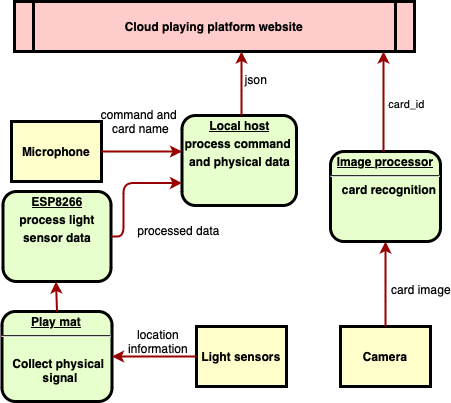 Cloud playing platform website
json
card_id
command and
card name
Local host
process command
and physical data
Microphone
Image processor
card recognition
ESP8266
process light
sensor data
processed data
card image
Play mat
Collect physical
signal
location
information
Light sensors
Camera